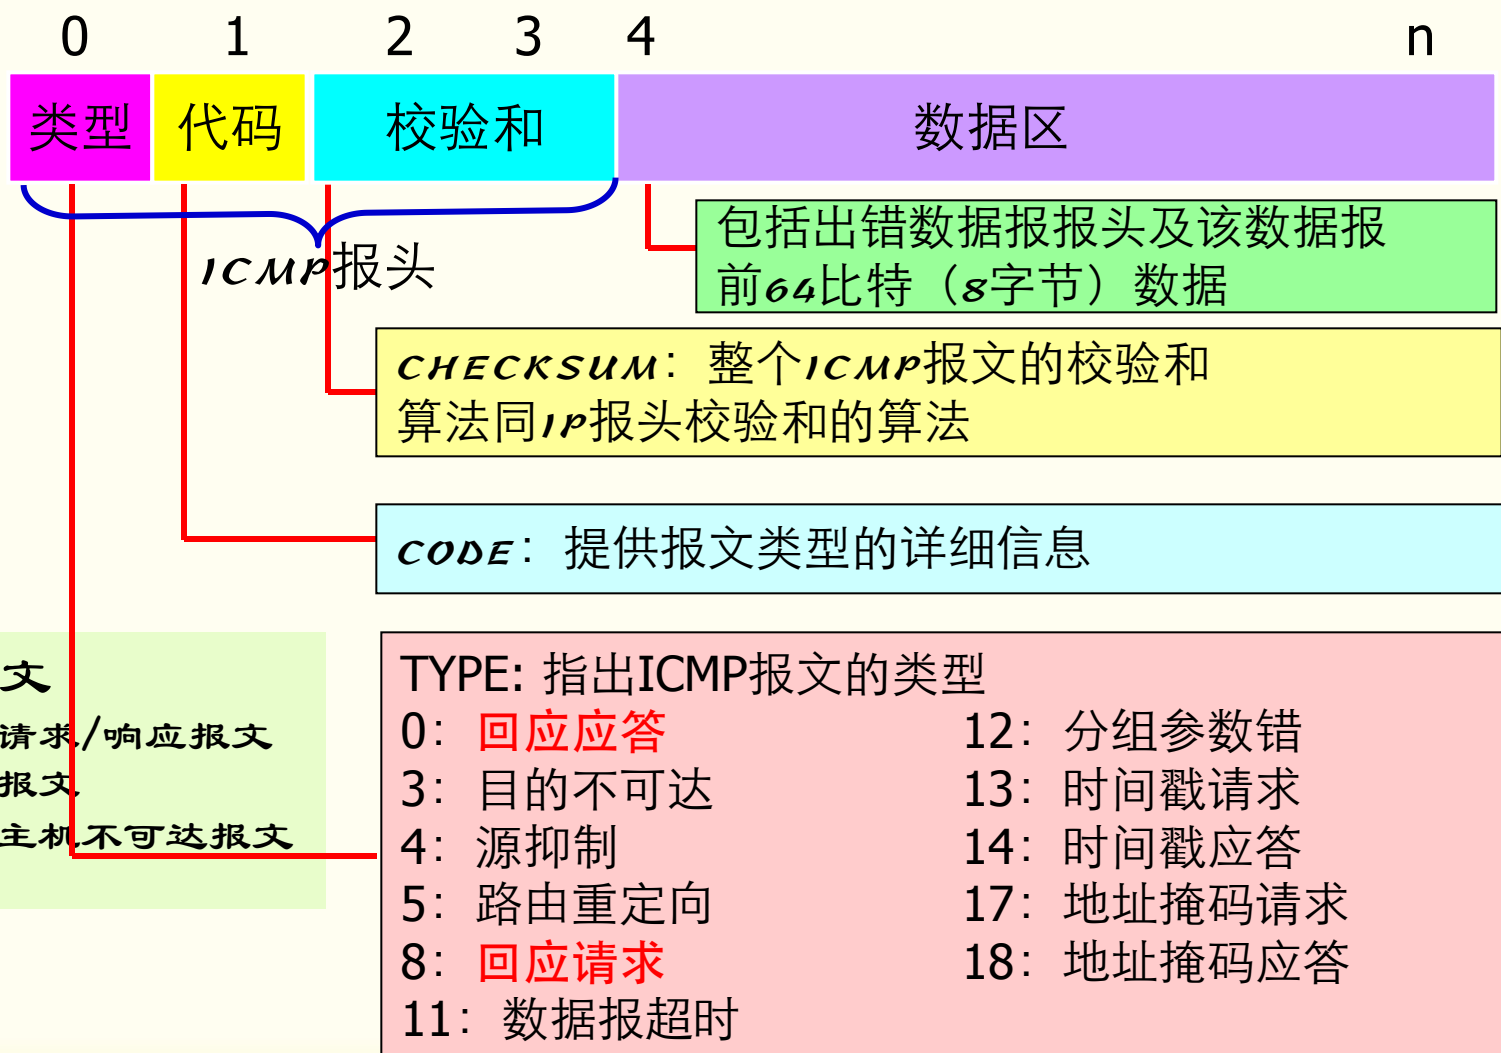 0 1 2 3 4 n
类型 代码 校验和 数据区
ICMP报头
包括出错数据报报头及该数据报
前64比特（8字节）数据
CHECKSUM：整个ICMP报文的校验和
算法同IP报头校验和的算法
CODE：提供报文类型的详细信息
文
请求/响应报文
报文
主机不可达报文
TYPE: 指出ICMP报文的类型
0：回应应答 12：分组参数错
3：目的不可达 13：时间戳请求
4：源抑制 14：时间戳应答
5：路由重定向 17：地址掩码请求
8：回应请求 18：地址掩码应答
11：数据报超时